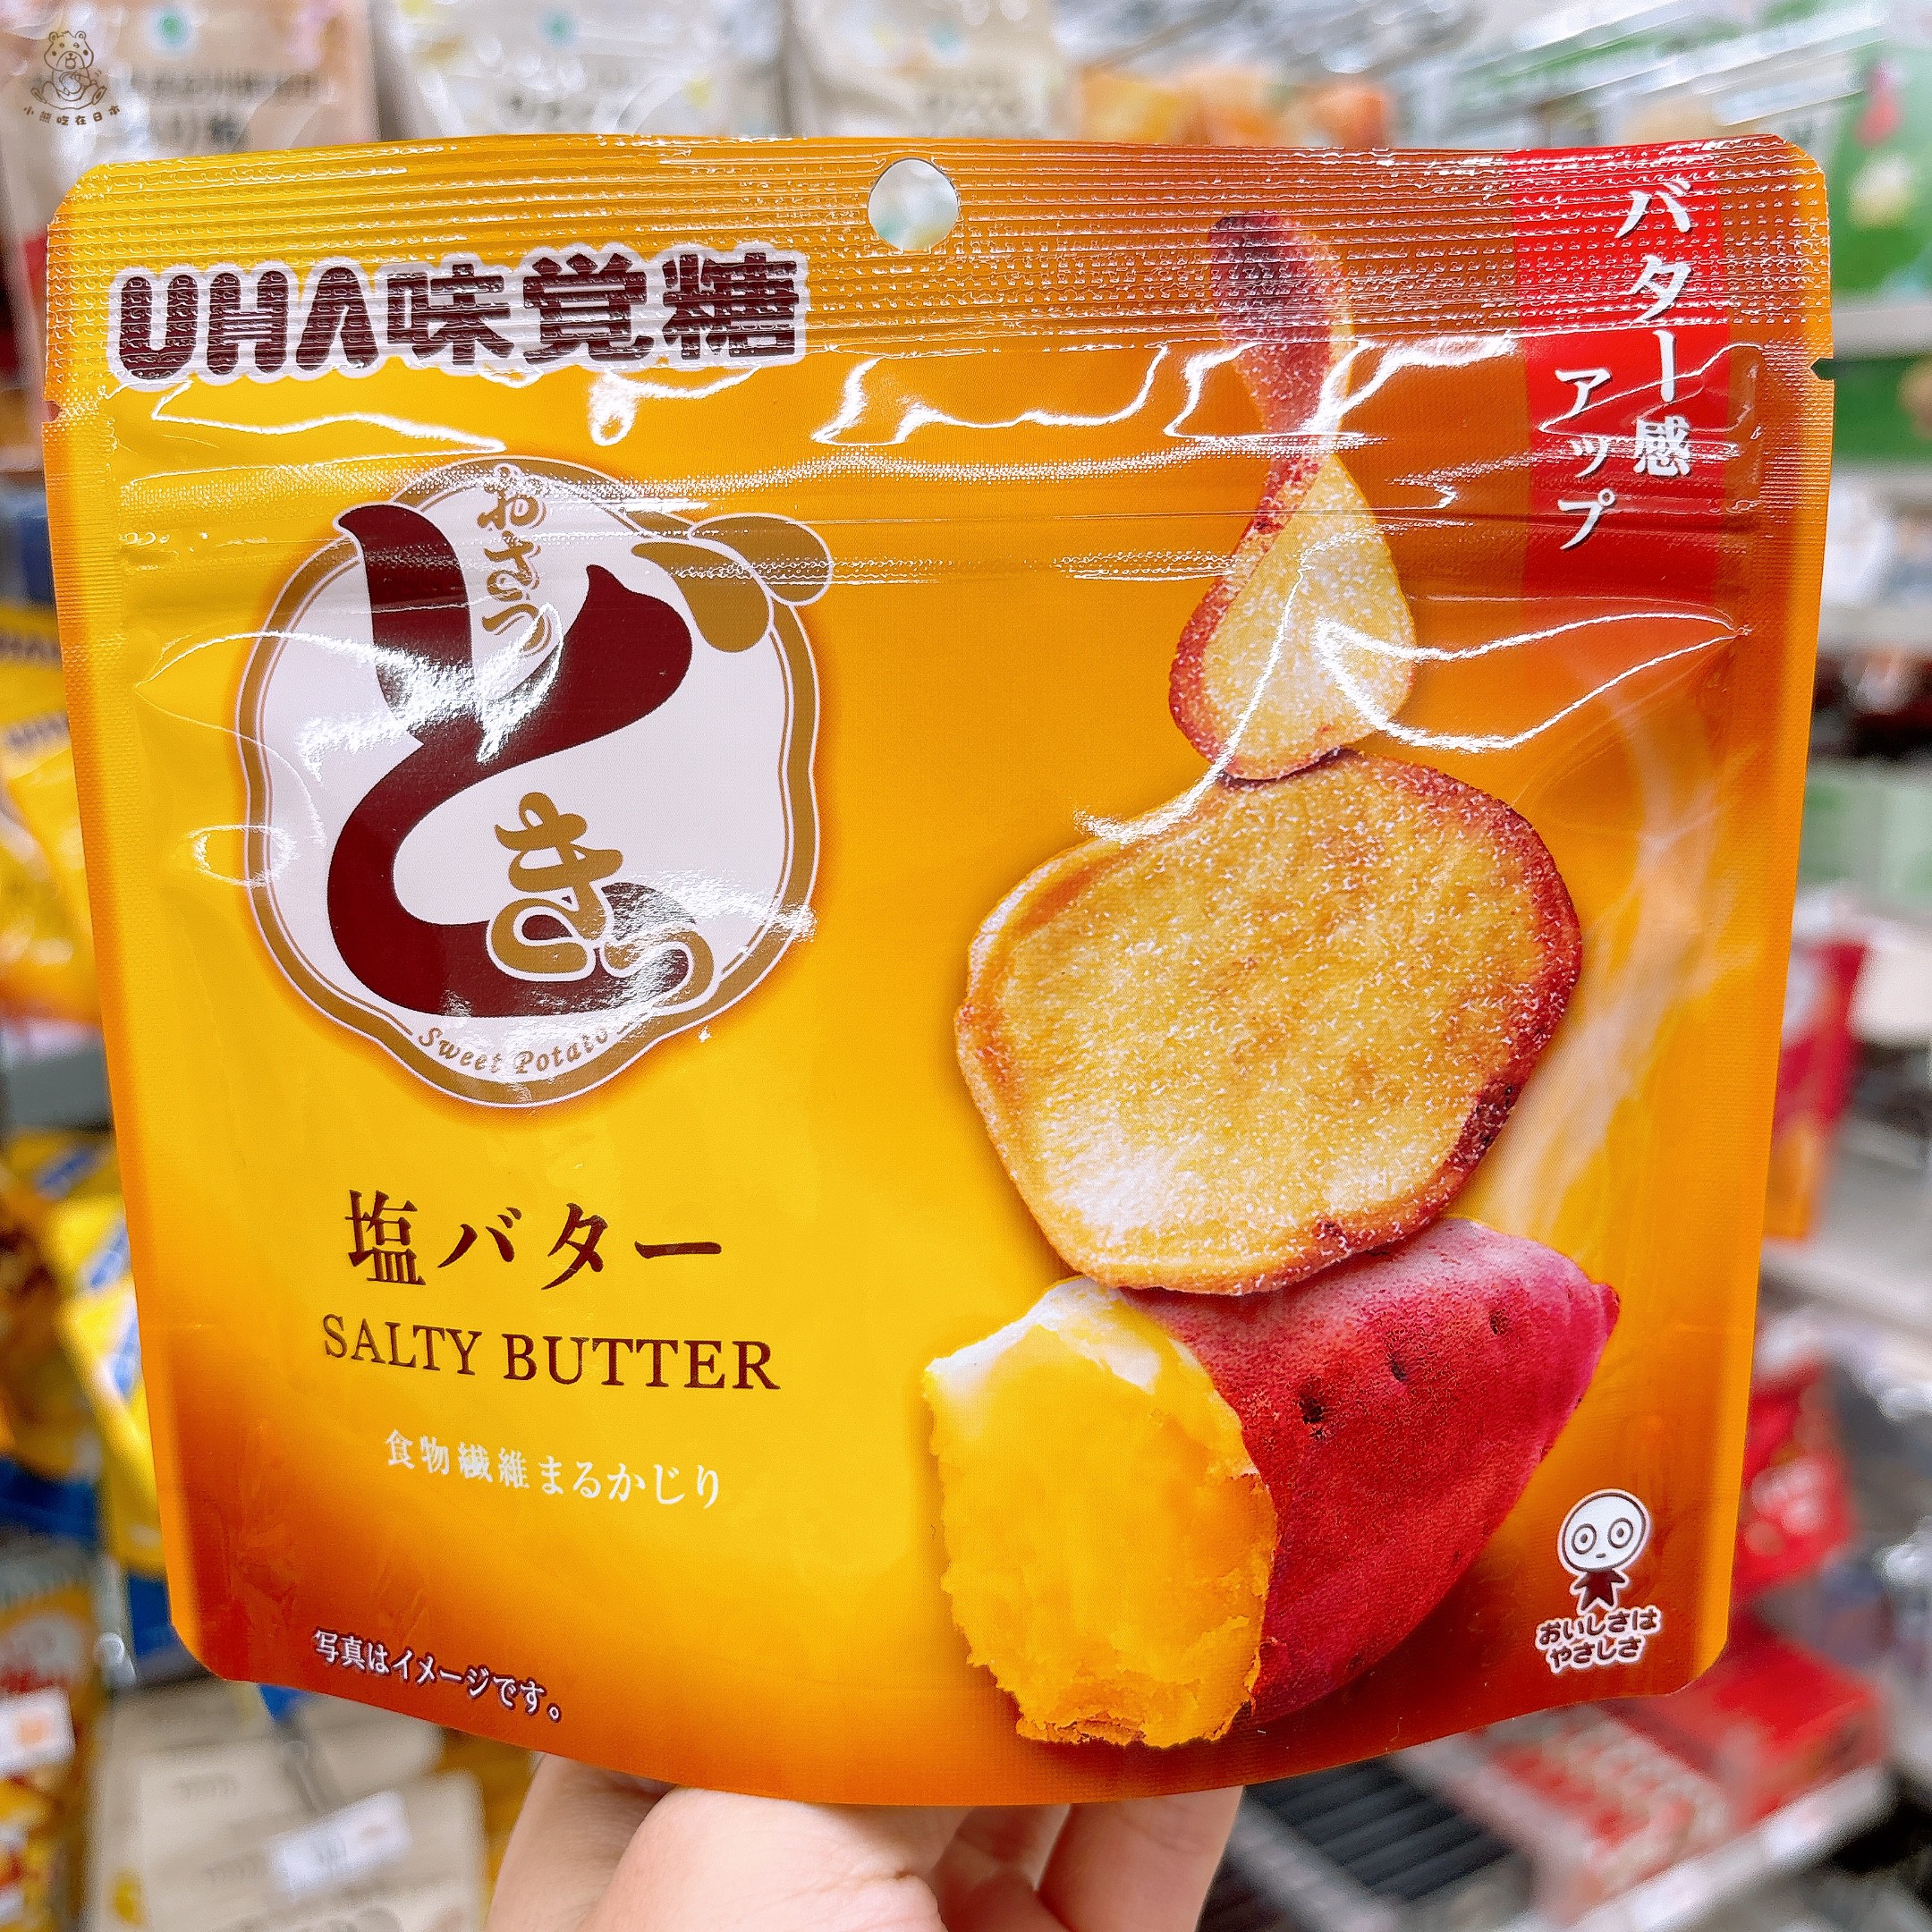 小熊吃在日本
UHA味覚糖
バター感
アップ
おさつ
どきっ
Sweet Potato
塩バター
SALTY BUTTER
食物繊維まるかじり
写真はイメージです。
おいしさは
やさしさ